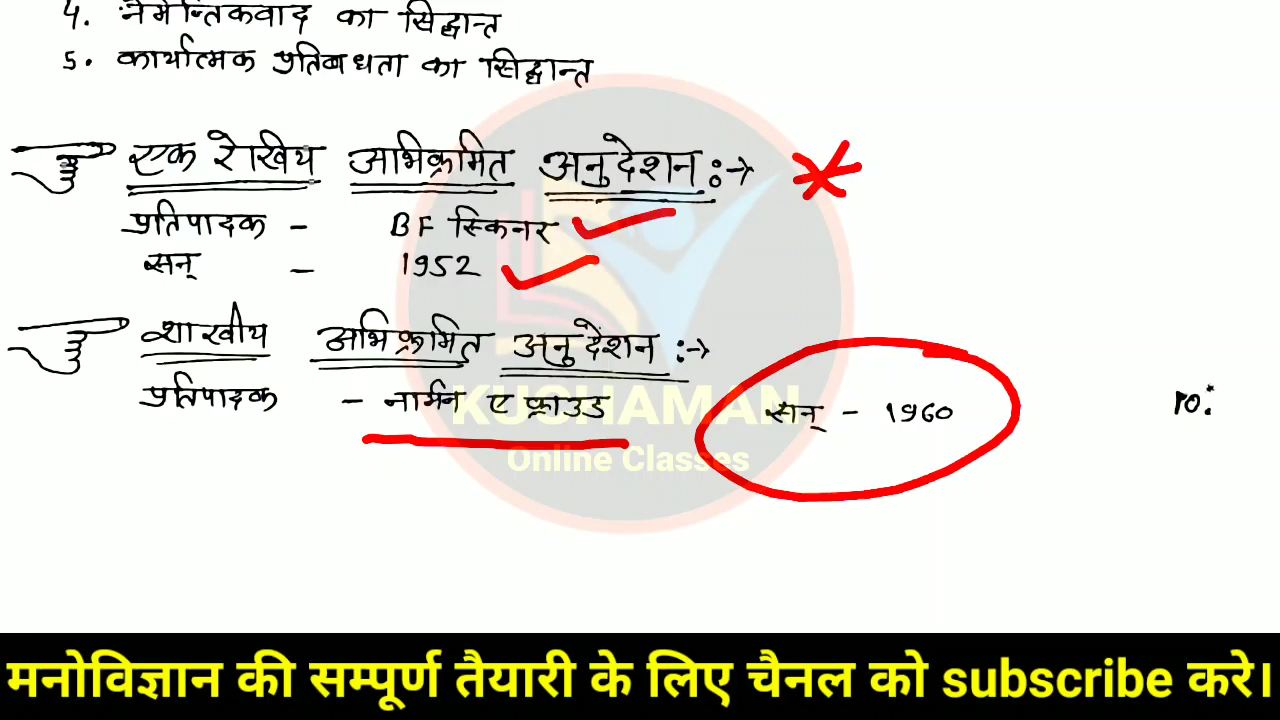 4. नैमेन्तिकवाद का सिद्धान्त
5. कार्यात्मक प्रतिबधता का सिद्धान्त
एक रेखिय अभिक्रमित अनुदेशन :→
प्रतिपादक - BF स्किनर
सन् - 1952
शाखीय अभिक्रमित अनुदेशन :→
प्रतिपादक - नार्मन ए क्राउड सन् - 1960
KUCHAMAN
Online Classes
मनोविज्ञान की सम्पूर्ण तैयारी के लिए चैनल को subscribe करे।